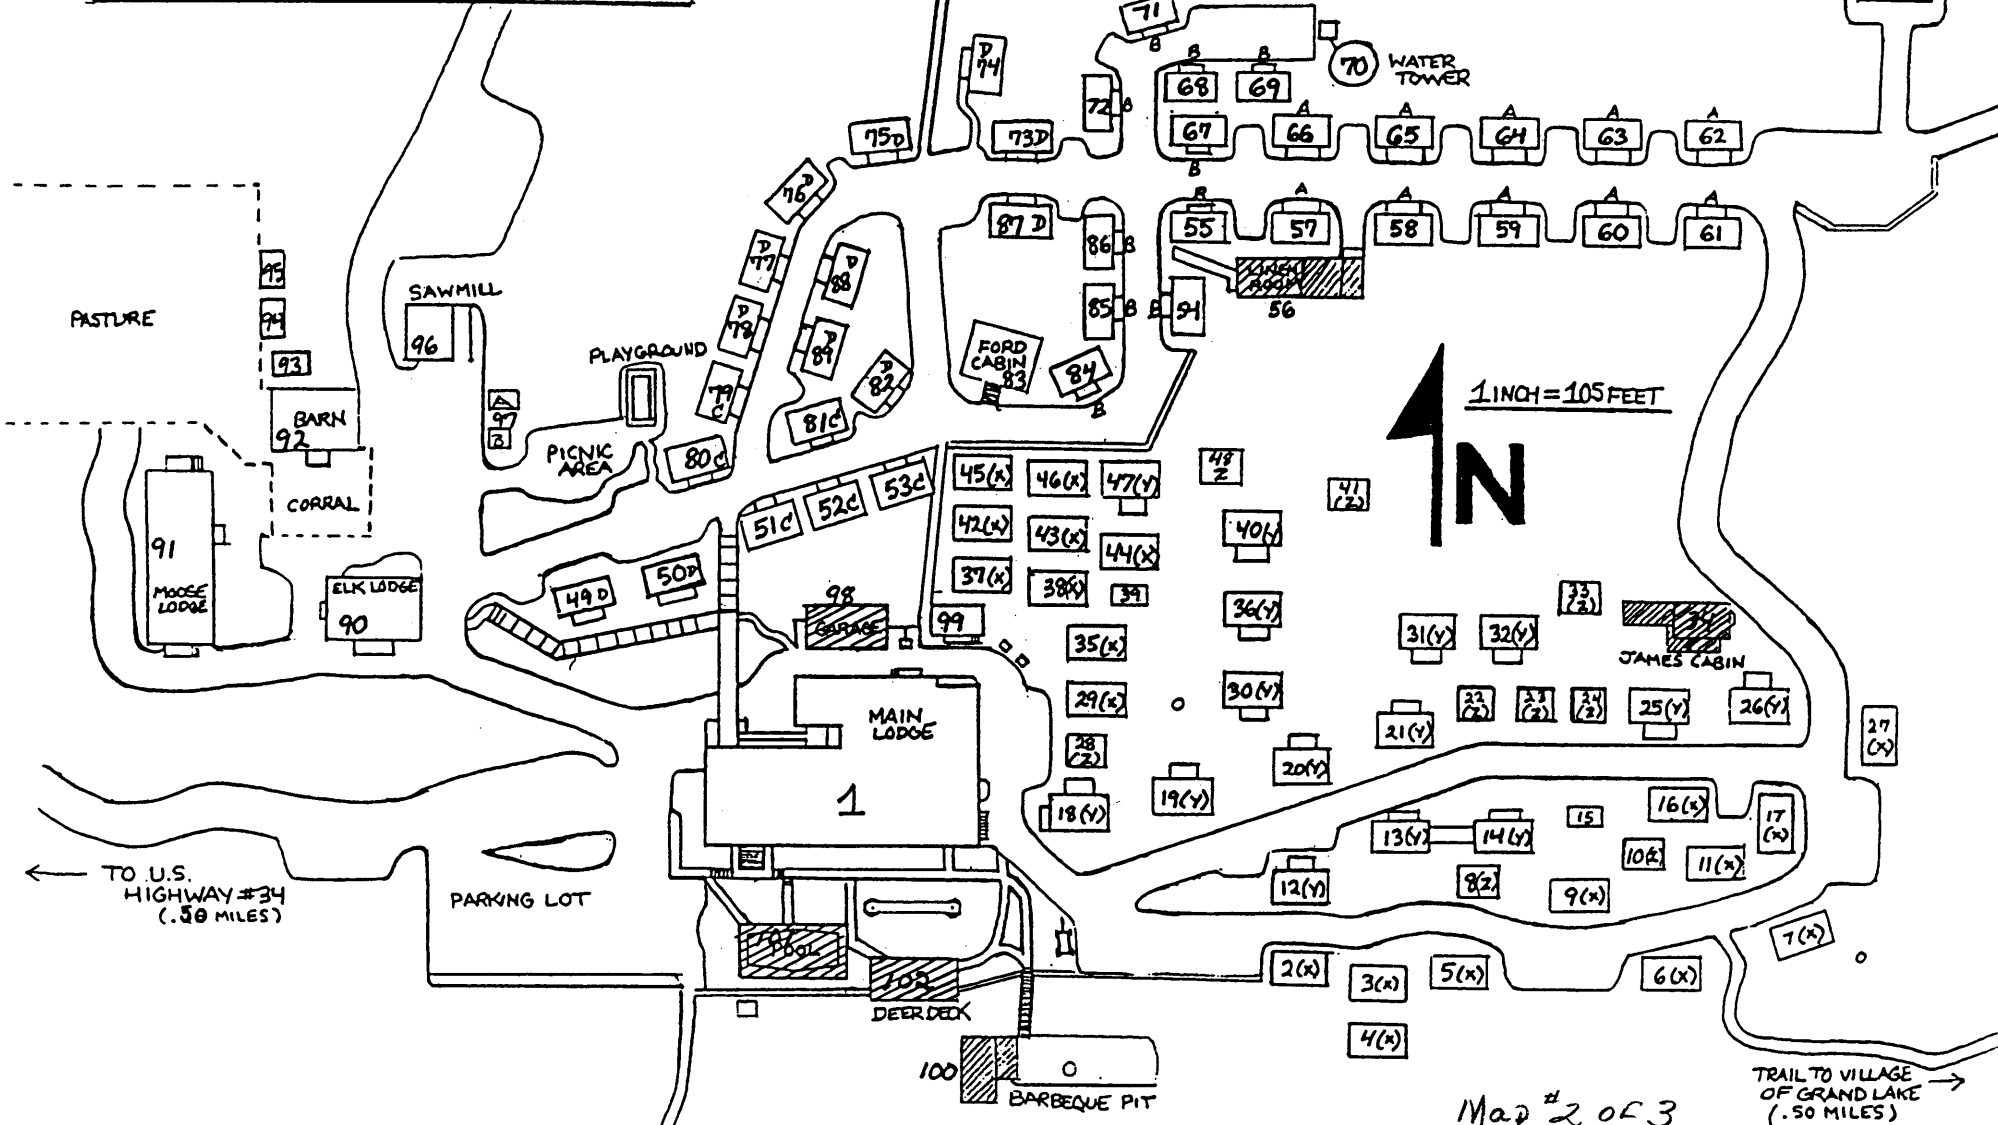 71
B
D
74
B
68
B
69
70
WATER
TOWER
72
B
75D
73D
67
B
A
66
A
65
A
64
A
63
A
62
76 D
87 D
B
55
A
57
A
58
A
59
A
60
A
61
86
B
D
77
D
88
95
SAWMILL
LINEN
ROOM
56
94
PASTURE
D
78
85
B
B
54
96
93
PLAYGROUND
D
89
FORD
CABIN
83
84
B
D
82
79
C
1 INCH = 105 FEET
A
97
B
BARN
92
81C
PICNIC
AREA
80C
N
45(X)
46(X)
47(Y)
48
Z
41
(Z)
CORRAL
53C
52C
51C
42(X)
43(X)
44(X)
40(Y)
91
MOOSE
LODGE
ELK LODGE
90
50D
49D
37(X)
38(X)
39
98
GARAGE
99
36(Y)
33
(Z)
34
JAMES CABIN
35(X)
31(Y)
32(Y)
29(X)
30(Y)
22
(Z)
23
(Z)
24
(Z)
25(Y)
26(Y)
MAIN
LODGE
1
28
(Z)
21(Y)
27
(X)
20(Y)
18(Y)
19(Y)
16(X)
17
(X)
13(Y)
14(Y)
15
10(Z)
11(X)
12(Y)
8(Z)
9(X)
TO U.S.
HIGHWAY #34
(.50 MILES)
PARKING LOT
101
POOL
7(X)
102
DEER DECK
2(X)
3(X)
5(X)
6(X)
4(X)
100
BARBEQUE PIT
TRAIL TO VILLAGE
OF GRAND LAKE
(.50 MILES)
Map #2 of 3